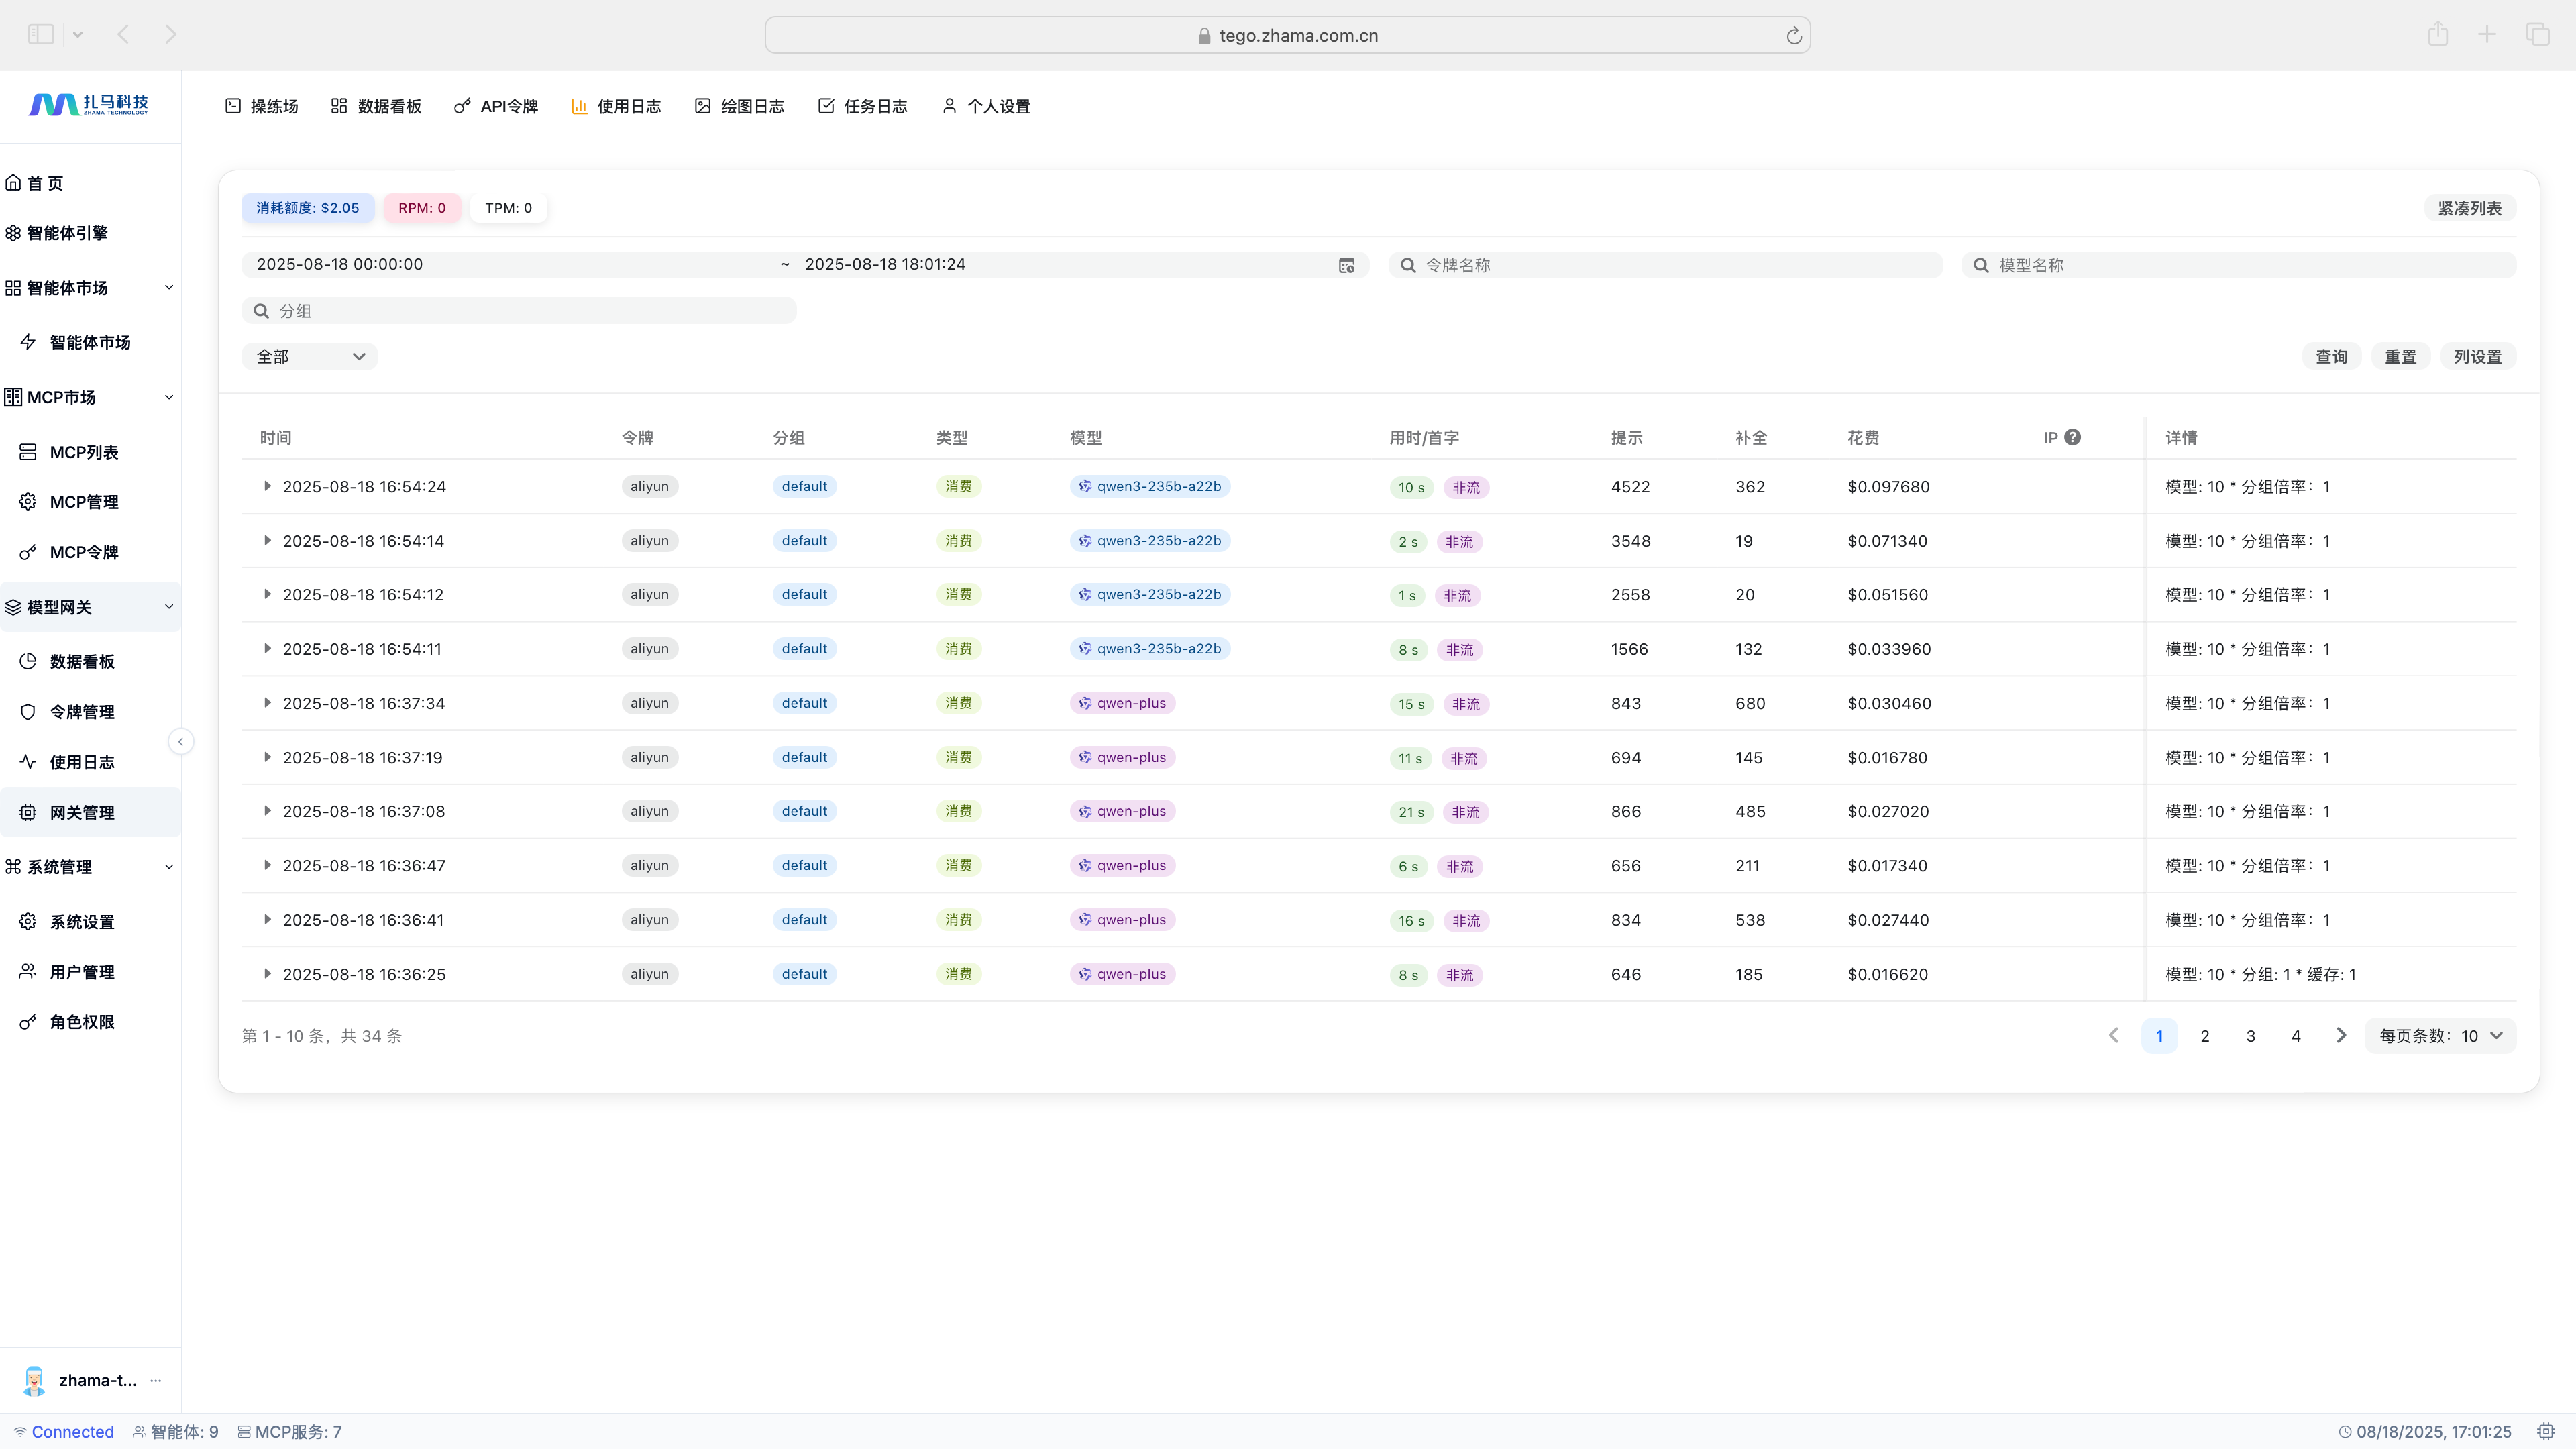 tego.zhama.com.cn
扎马科技
ZHAMA TECHNOLOGY
操练场 数据看板 API令牌 使用日志 绘图日志 任务日志 个人设置
首 页
智能体引擎
智能体市场
智能体市场
MCP市场
MCP列表
MCP管理
MCP令牌
模型网关
数据看板
令牌管理
使用日志
网关管理
系统管理
系统设置
用户管理
角色权限
zhama-t... ...
消耗额度: $2.05 RPM: 0 TPM: 0 紧凑列表
2025-08-18 00:00:00 ~ 2025-08-18 18:01:24 令牌名称 模型名称
分组
全部 查询 重置 列设置
时间 令牌 分组 类型 模型 用时/首字 提示 补全 花费 IP ? 详情
2025-08-18 16:54:24 aliyun default 消费 qwen3-235b-a22b 10 s 非流 4522 362 $0.097680 模型: 10 * 分组倍率：1
2025-08-18 16:54:14 aliyun default 消费 qwen3-235b-a22b 2 s 非流 3548 19 $0.071340 模型: 10 * 分组倍率：1
2025-08-18 16:54:12 aliyun default 消费 qwen3-235b-a22b 1 s 非流 2558 20 $0.051560 模型: 10 * 分组倍率：1
2025-08-18 16:54:11 aliyun default 消费 qwen3-235b-a22b 8 s 非流 1566 132 $0.033960 模型: 10 * 分组倍率：1
2025-08-18 16:37:34 aliyun default 消费 qwen-plus 15 s 非流 843 680 $0.030460 模型: 10 * 分组倍率：1
2025-08-18 16:37:19 aliyun default 消费 qwen-plus 11 s 非流 694 145 $0.016780 模型: 10 * 分组倍率：1
2025-08-18 16:37:08 aliyun default 消费 qwen-plus 21 s 非流 866 485 $0.027020 模型: 10 * 分组倍率：1
2025-08-18 16:36:47 aliyun default 消费 qwen-plus 6 s 非流 656 211 $0.017340 模型: 10 * 分组倍率：1
2025-08-18 16:36:41 aliyun default 消费 qwen-plus 16 s 非流 834 538 $0.027440 模型: 10 * 分组倍率：1
2025-08-18 16:36:25 aliyun default 消费 qwen-plus 8 s 非流 646 185 $0.016620 模型: 10 * 分组: 1 * 缓存: 1
第 1 - 10 条，共 34 条 1 2 3 4 每页条数：10
Connected 智能体: 9 MCP服务: 7 08/18/2025, 17:01:25